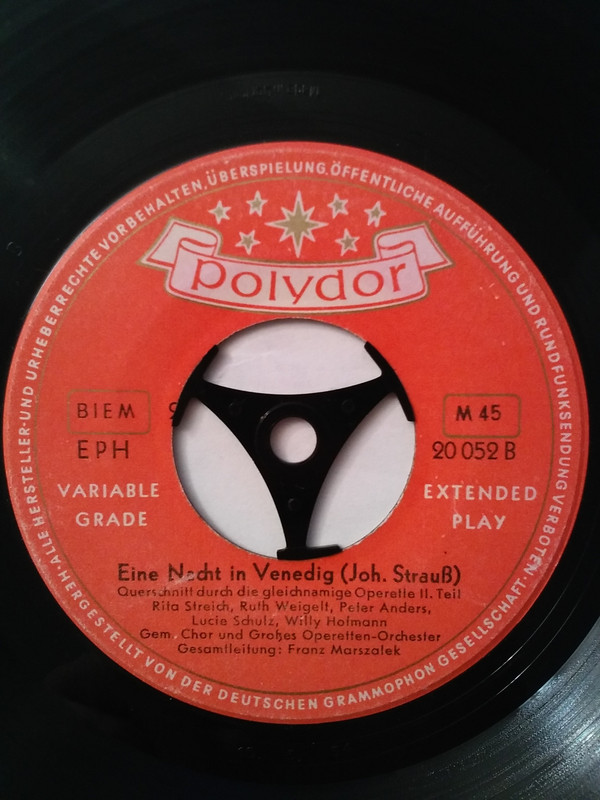 ALLE HERSTELLER- UND URHEBERRECHTE VORBEHALTEN, ÜBERSPIELUNG, ÖFFENTLICHE AUFFÜHRUNG UND RUNDFUNKSENDUNG VERBOTEN.
polydor
BIEM
M 45
EPH
20 052 B
VARIABLE
GRADE
EXTENDED
PLAY
Eine Nacht in Venedig (Joh. Strauß)
Querschnitt durch die gleichnamige Operette II. Teil
Rita Streich, Ruth Weigelt, Peter Anders,
Lucie Schulz, Willy Hofmann
Gem. Chor und Großes Operetten-Orchester
Gesamtleitung: Franz Marszalek
HERGESTELLT VON DER DEUTSCHEN GRAMMOPHON GESELLSCHAFT